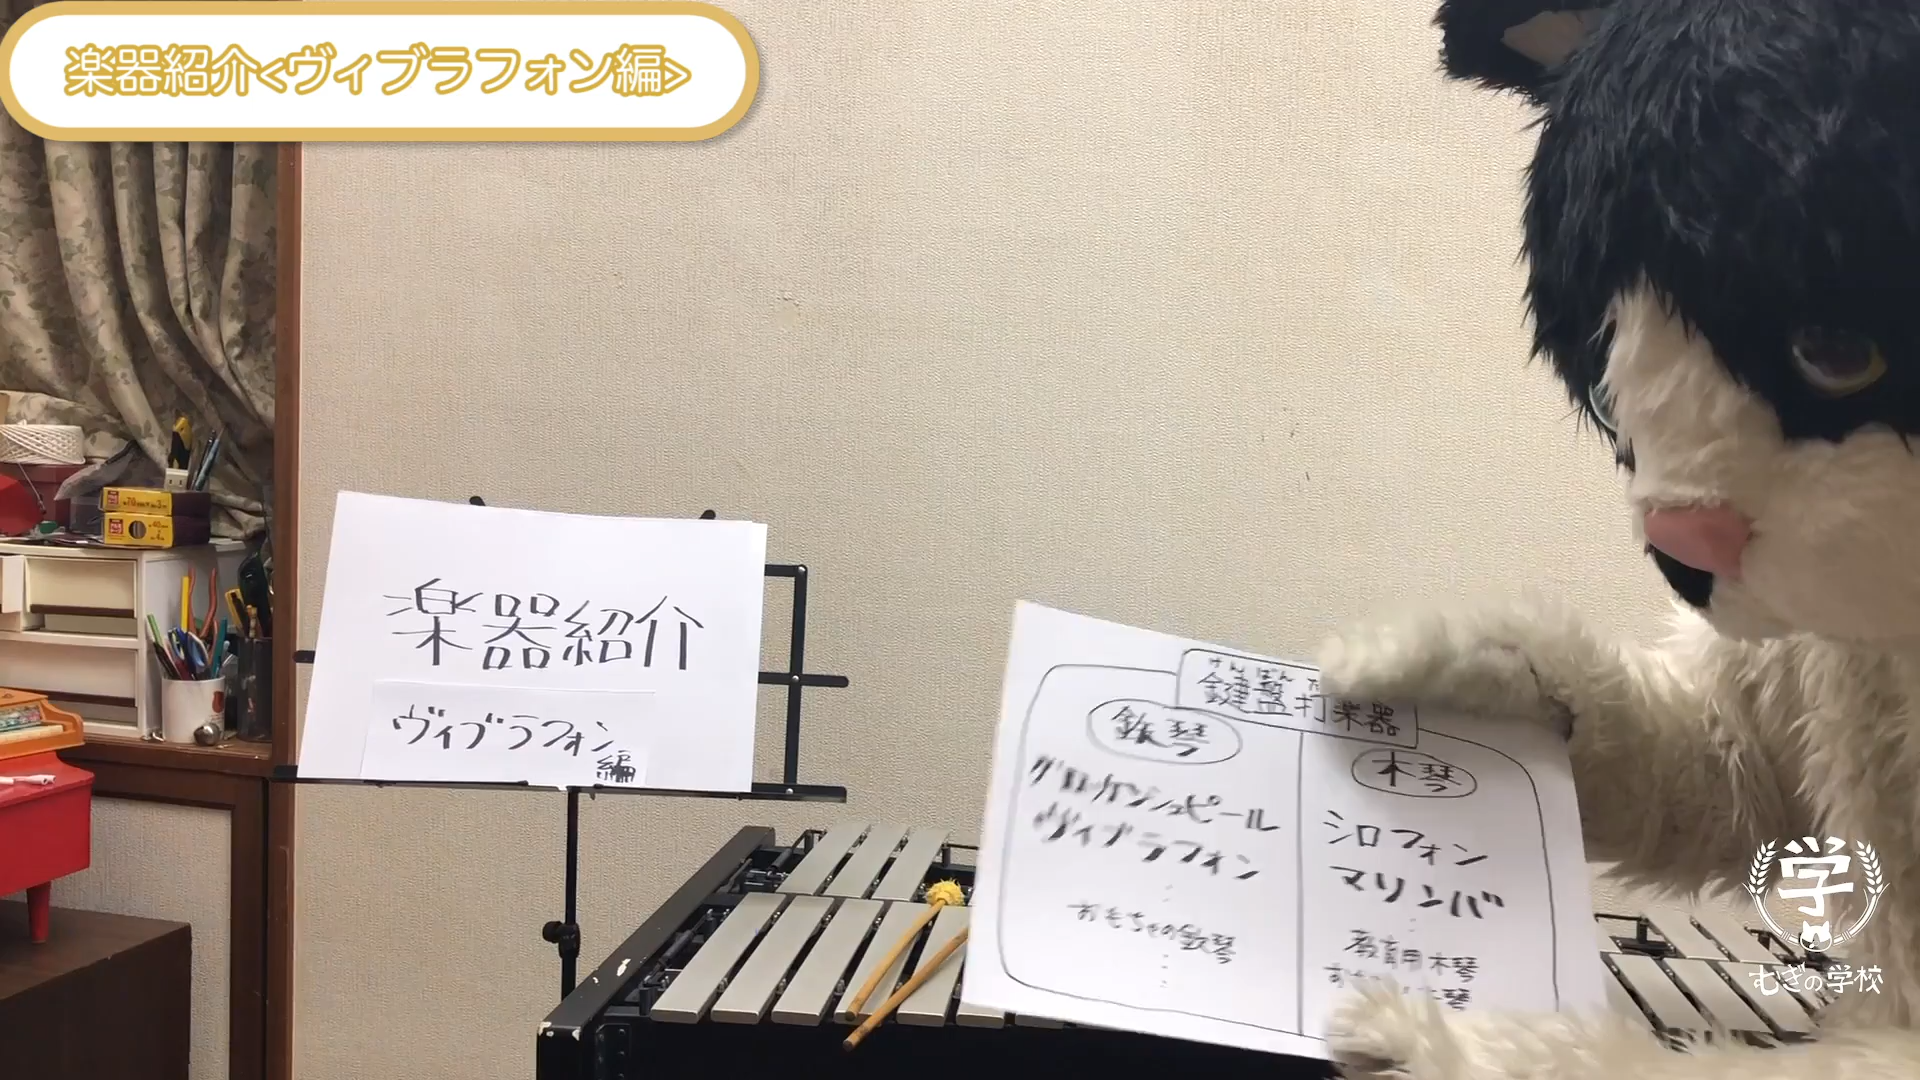 楽器紹介<ヴィブラフォン編>
楽器紹介
ヴィブラフォン
編
けんばん
鍵盤打楽器
鉄琴
グロッケンシュピール
ヴィブラフォン
おもちゃの鉄琴
木琴
シロフォン
マリンバ
教育用木琴
学
むぎの学校